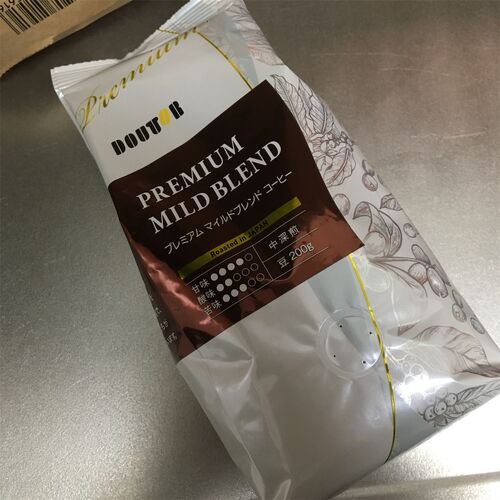 Premium
DOUTOR
PREMIUM
MILD BLEND
プレミアム マイルドブレンド コーヒー
Roasted in JAPAN
甘味
酸味
苦味
中深煎
豆 200g